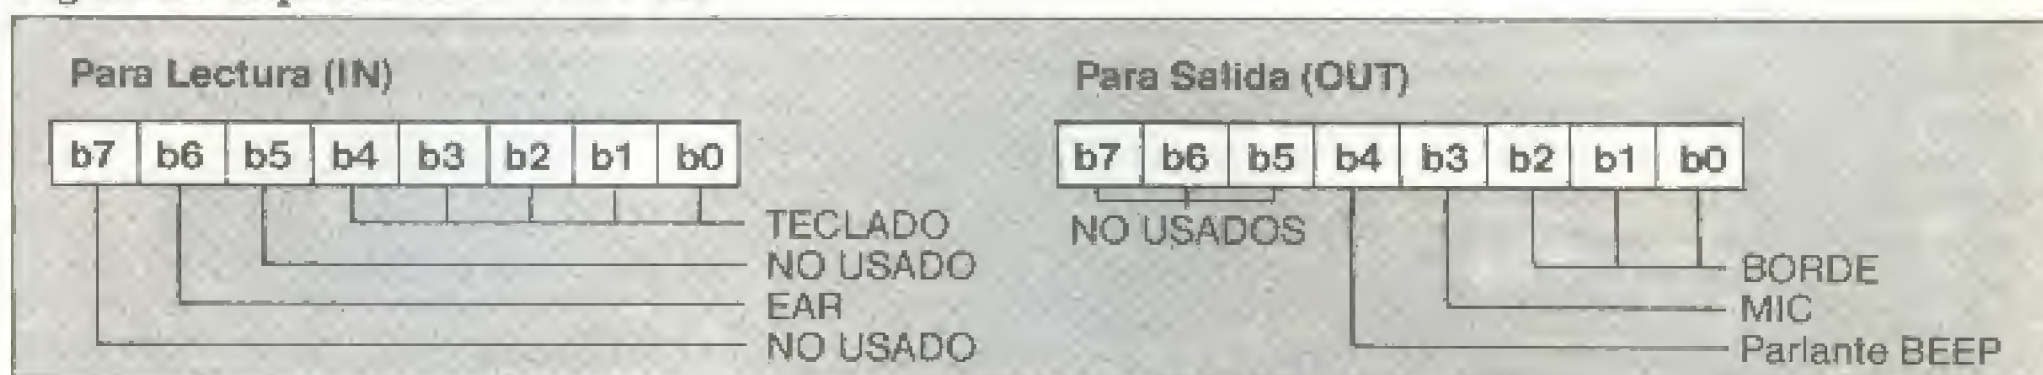 Para Lectura (IN)
b7 b6 b5 b4 b3 b2 b1 b0
TECLADO
NO USADO
EAR
NO USADO
Para Salida (OUT)
b7 b6 b5 b4 b3 b2 b1 b0
NO USADOS
BORDE
MIC
Parlante BEEP